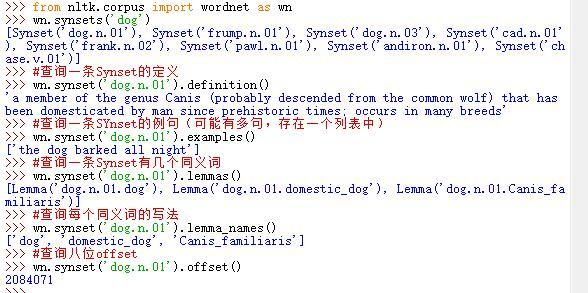 >>> from nltk.corpus import wordnet as wn
>>> wn.synsets('dog')
[Synset('dog.n.01'), Synset('frump.n.01'), Synset('dog.n.03'), Synset('cad.n.01'
), Synset('frank.n.02'), Synset('pawl.n.01'), Synset('andiron.n.01'), Synset('ch
ase.v.01')]
>>> #查询一条Synset的定义
>>> wn.synset('dog.n.01').definition()
'a member of the genus Canis (probably descended from the common wolf) that has
been domesticated by man since prehistoric times; occurs in many breeds'
>>> #查询一条SYnset的例句（可能有多句，存在一个列表中）
>>> wn.synset('dog.n.01').examples()
['the dog barked all night']
>>> #查询一条Synset有几个同义词
>>> wn.synset('dog.n.01').lemmas()
[Lemma('dog.n.01.dog'), Lemma('dog.n.01.domestic_dog'), Lemma('dog.n.01.Canis_fa
miliaris')]
>>> #查询每个同义词的写法
>>> wn.synset('dog.n.01').lemma_names()
['dog', 'domestic_dog', 'Canis_familiaris']
>>> #查询八位offset
>>> wn.synset('dog.n.01').offset()
2084071
>>>